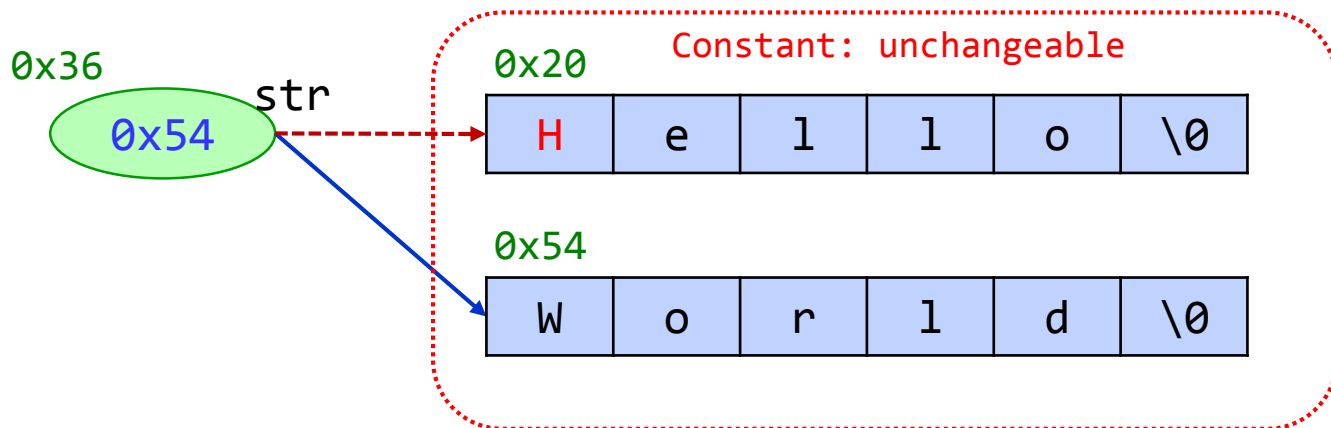 Constant: unchangeable
0x36
0x20
str
0x54
H e l l o \0
0x54
W o r l d \0